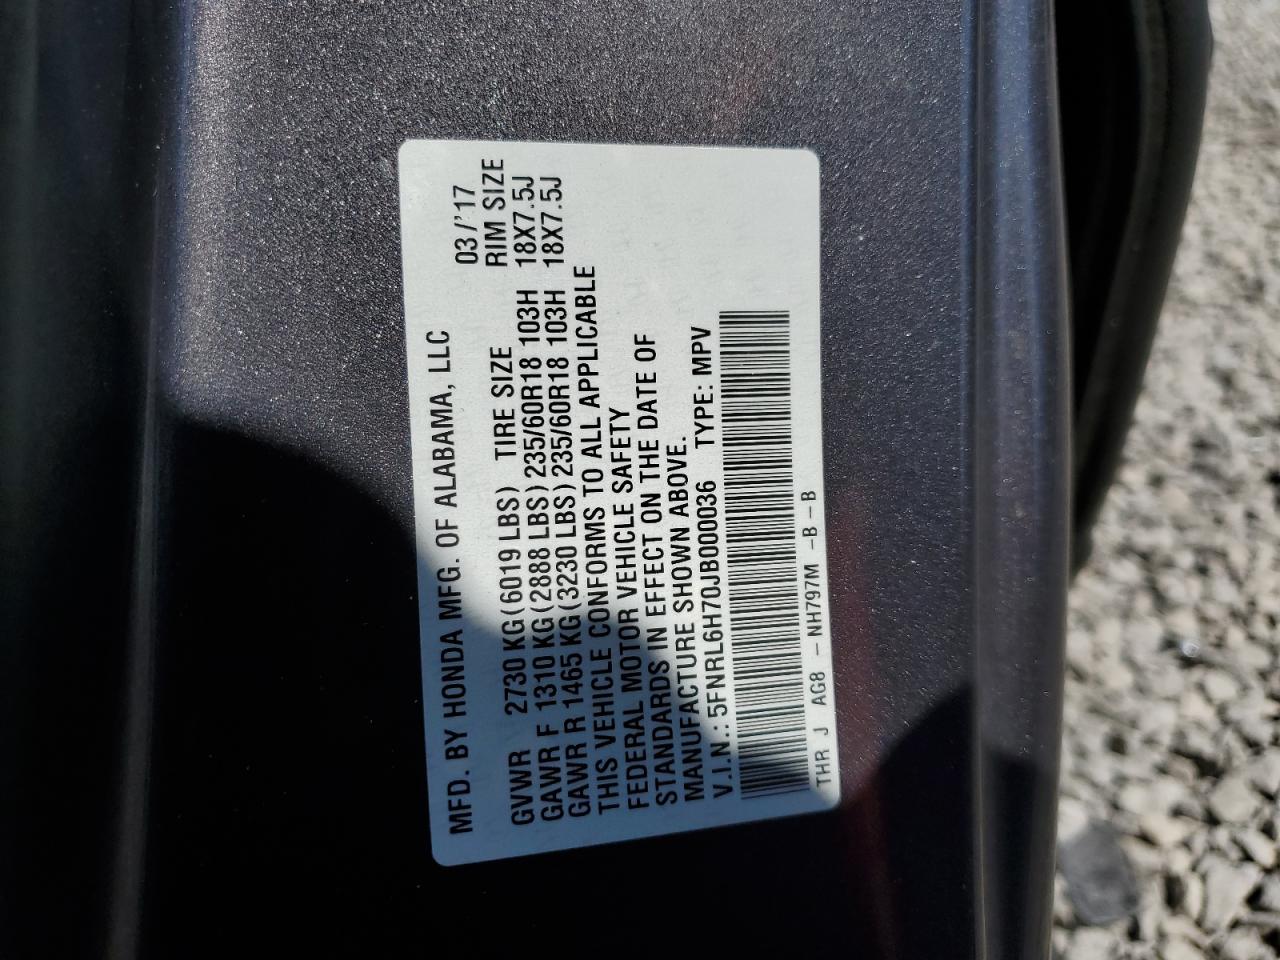 MFD. BY HONDA MFG. OF ALABAMA, LLC 03/'17
GVWR 2730 KG(6019 LBS) TIRE SIZE RIM SIZE
GAWR F 1310 KG(2888 LBS)235/60R18 103H 18X7.5J
GAWR R 1465 KG(3230 LBS)235/60R18 103H 18X7.5J
THIS VEHICLE CONFORMS TO ALL APPLICABLE
FEDERAL MOTOR VEHICLE SAFETY
STANDARDS IN EFFECT ON THE DATE OF
MANUFACTURE SHOWN ABOVE.
V.I.N.: 5FNRL6H70JB000036 TYPE: MPV
THR J AG8 -NH797M -B-B